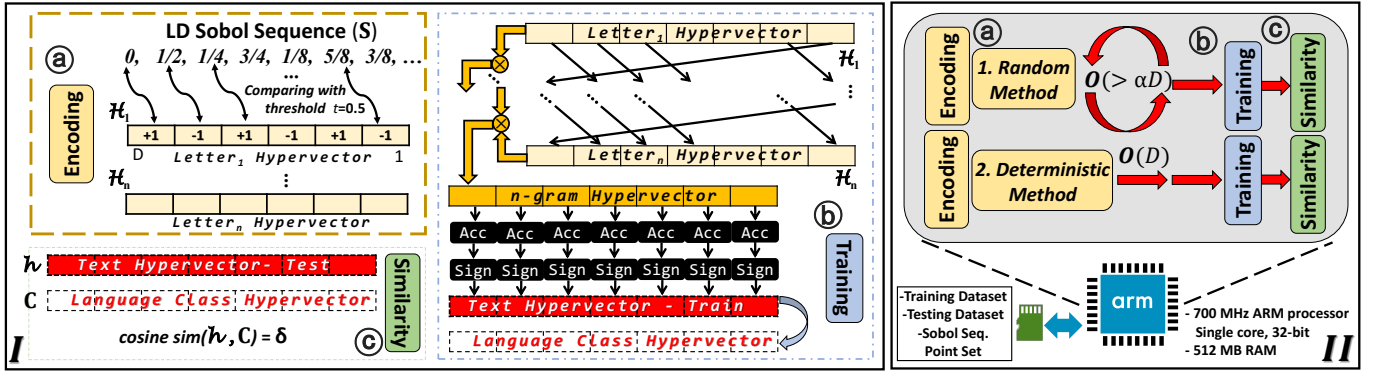 LD Sobol Sequence (S)
a
0, 1/2, 1/4, 3/4, 1/8, 5/8, 3/8, ...
...
Comparing with
threshold t=0.5
Encoding
ℋ1
+1 -1 +1 -1 +1 -1
D Letter1 Hypervector 1
⋮
ℋn
Lettern Hypervector
𝒽 Text Hypervector- Test
C Language Class Hypervector
cosine sim(𝒽, C) = δ
Similarity
c
I
Letter1 Hypervector
ℋ1
Lettern Hypervector
ℋn
n-gram Hypervector
Acc Acc Acc Acc Acc Acc Acc
Sign Sign Sign Sign Sign Sign Sign
Text Hypervector - Train
Language Class Hypervector
b
Training
a
Encoding
1. Random
Method
O(> αD)
b
Training
c
Similarity
Encoding
2. Deterministic
Method
O(D)
Training
Similarity
-Training Dataset
-Testing Dataset
-Sobol Seq.
Point Set
arm
- 700 MHz ARM processor
Single core, 32-bit
- 512 MB RAM
II